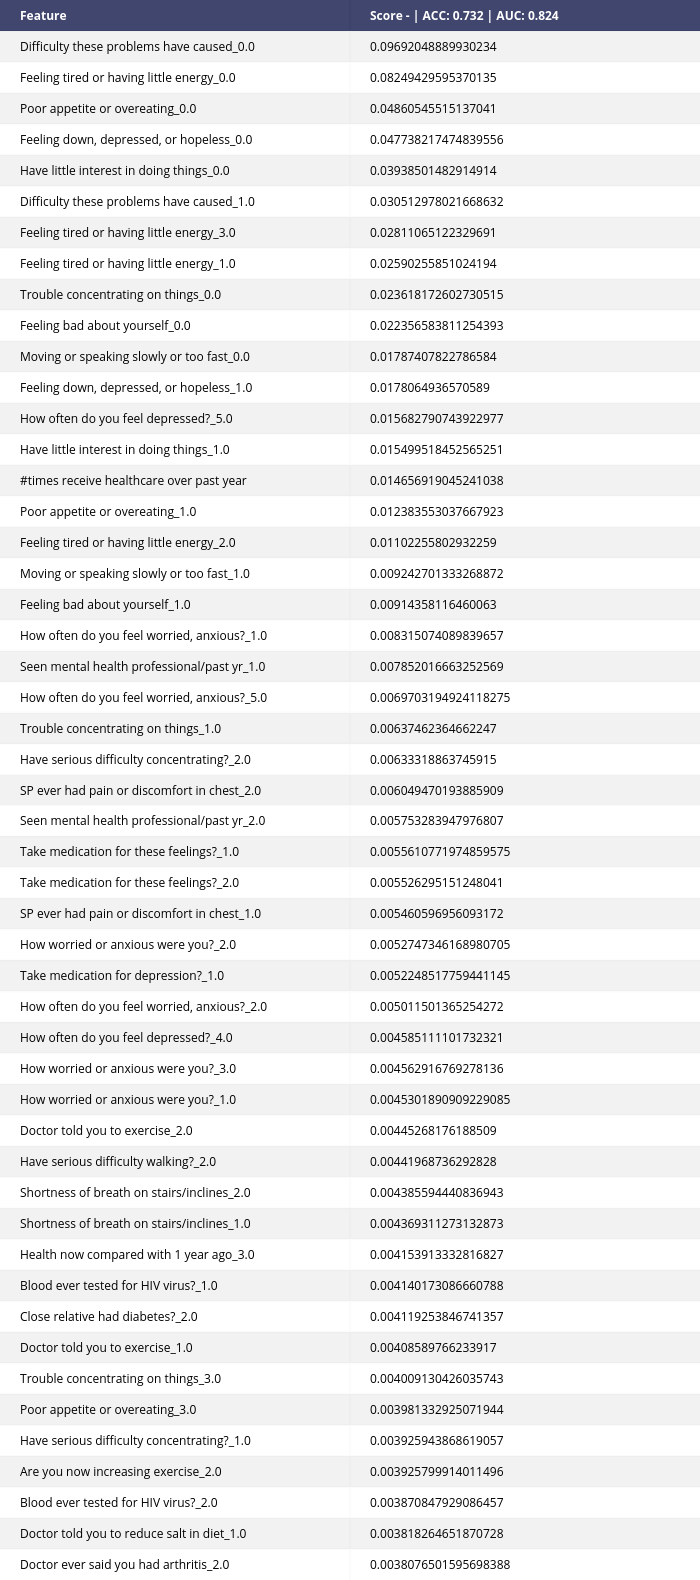 Feature Score - | ACC: 0.732 | AUC: 0.824
Difficulty these problems have caused_0.0 0.09692048889930234
Feeling tired or having little energy_0.0 0.08249429595370135
Poor appetite or overeating_0.0 0.04860545515137041
Feeling down, depressed, or hopeless_0.0 0.047738217474839556
Have little interest in doing things_0.0 0.03938501482914914
Difficulty these problems have caused_1.0 0.030512978021668632
Feeling tired or having little energy_3.0 0.02811065122329691
Feeling tired or having little energy_1.0 0.02590255851024194
Trouble concentrating on things_0.0 0.023618172602730515
Feeling bad about yourself_0.0 0.022356583811254393
Moving or speaking slowly or too fast_0.0 0.01787407822786584
Feeling down, depressed, or hopeless_1.0 0.0178064936570589
How often do you feel depressed?_5.0 0.015682790743922977
Have little interest in doing things_1.0 0.015499518452565251
#times receive healthcare over past year 0.014656919045241038
Poor appetite or overeating_1.0 0.012383553037667923
Feeling tired or having little energy_2.0 0.01102255802932259
Moving or speaking slowly or too fast_1.0 0.009242701333268872
Feeling bad about yourself_1.0 0.00914358116460063
How often do you feel worried, anxious?_1.0 0.008315074089839657
Seen mental health professional/past yr_1.0 0.007852016663252569
How often do you feel worried, anxious?_5.0 0.0069703194924118275
Trouble concentrating on things_1.0 0.00637462364662247
Have serious difficulty concentrating?_2.0 0.00633318863745915
SP ever had pain or discomfort in chest_2.0 0.006049470193885909
Seen mental health professional/past yr_2.0 0.005753283947976807
Take medication for these feelings?_1.0 0.0055610771974859575
Take medication for these feelings?_2.0 0.005526295151248041
SP ever had pain or discomfort in chest_1.0 0.005460596956093172
How worried or anxious were you?_2.0 0.0052747346168980705
Take medication for depression?_1.0 0.0052248517759441145
How often do you feel worried, anxious?_2.0 0.005011501365254272
How often do you feel depressed?_4.0 0.004585111101732321
How worried or anxious were you?_3.0 0.004562916769278136
How worried or anxious were you?_1.0 0.0045301890909229085
Doctor told you to exercise_2.0 0.00445268176188509
Have serious difficulty walking?_2.0 0.00441968736292828
Shortness of breath on stairs/inclines_2.0 0.004385594440836943
Shortness of breath on stairs/inclines_1.0 0.004369311273132873
Health now compared with 1 year ago_3.0 0.004153913332816827
Blood ever tested for HIV virus?_1.0 0.004140173086660788
Close relative had diabetes?_2.0 0.004119253846741357
Doctor told you to exercise_1.0 0.00408589766233917
Trouble concentrating on things_3.0 0.004009130426035743
Poor appetite or overeating_3.0 0.003981332925071944
Have serious difficulty concentrating?_1.0 0.003925943868619057
Are you now increasing exercise_2.0 0.003925799914011496
Blood ever tested for HIV virus?_2.0 0.003870847929086457
Doctor told you to reduce salt in diet_1.0 0.003818264651870728
Doctor ever said you had arthritis_2.0 0.0038076501595698388